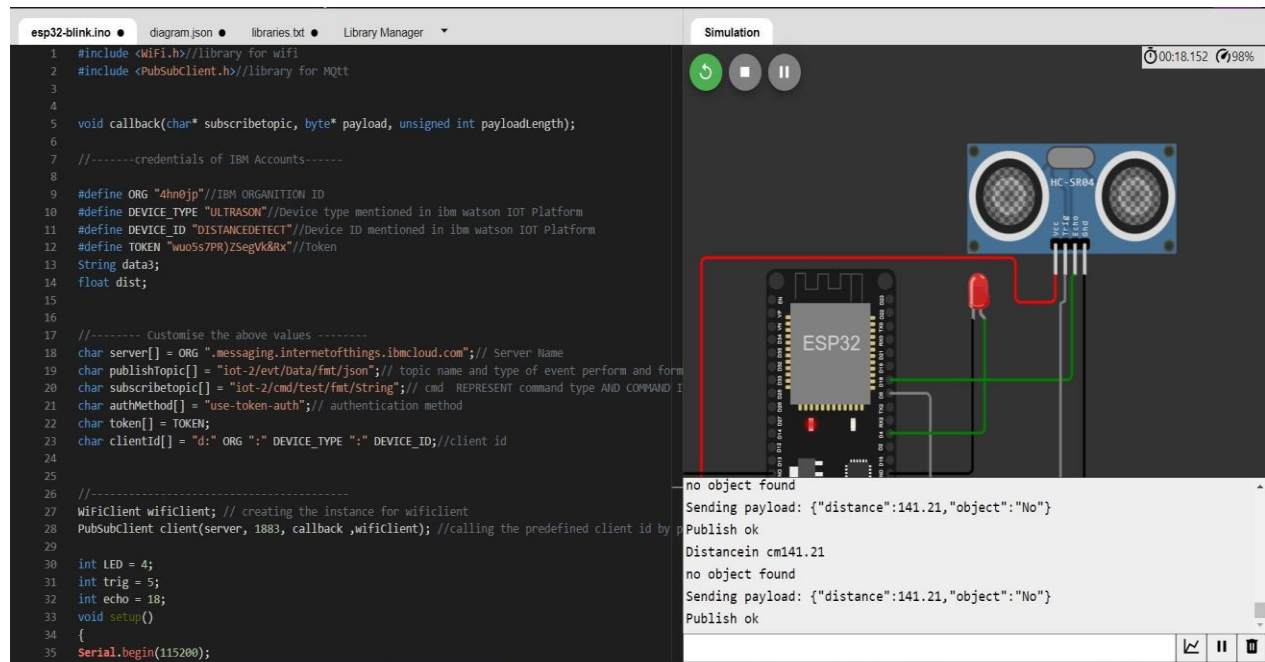 esp32-blink.ino ● diagram.json ● libraries.txt ● Library Manager ▼
1 #include <WiFi.h>//library for wifi
2 #include <PubSubClient.h>//library for MQtt
3
4
5 void callback(char* subscribetopic, byte* payload, unsigned int payloadLength);
6
7 //-------credentials of IBM Accounts------
8
9 #define ORG "4hn0jp"//IBM ORGANITION ID
10 #define DEVICE_TYPE "ULTRASON"//Device type mentioned in ibm watson IOT Platform
11 #define DEVICE_ID "DISTANCEDETECT"//Device ID mentioned in ibm watson IOT Platform
12 #define TOKEN "wuo5s7PR)ZSegVk&Rx"//Token
13 String data3;
14 float dist;
15
16
17 //-------- Customise the above values --------
18 char server[] = ORG ".messaging.internetofthings.ibmcloud.com";// Server Name
19 char publishTopic[] = "iot-2/evt/Data/fmt/json";// topic name and type of event perform and form
20 char subscribetopic[] = "iot-2/cmd/test/fmt/String";// cmd REPRESENT command type AND COMMAND I
21 char authMethod[] = "use-token-auth";// authentication method
22 char token[] = TOKEN;
23 char clientId[] = "d:" ORG ":" DEVICE_TYPE ":" DEVICE_ID;//client id
24
25
26 //-----------------------------------------
27 WiFiClient wifiClient; // creating the instance for wificlient
28 PubSubClient client(server, 1883, callback ,wifiClient); //calling the predefined client id by p
29
30 int LED = 4;
31 int trig = 5;
32 int echo = 18;
33 void setup()
34 {
35 Serial.begin(115200);
Simulation
00:18.152 98%
HC-SR04
Vcc
Trig
Echo
Gnd
ESP32
no object found
Sending payload: {"distance":141.21,"object":"No"}
Publish ok
Distancein cm141.21
no object found
Sending payload: {"distance":141.21,"object":"No"}
Publish ok